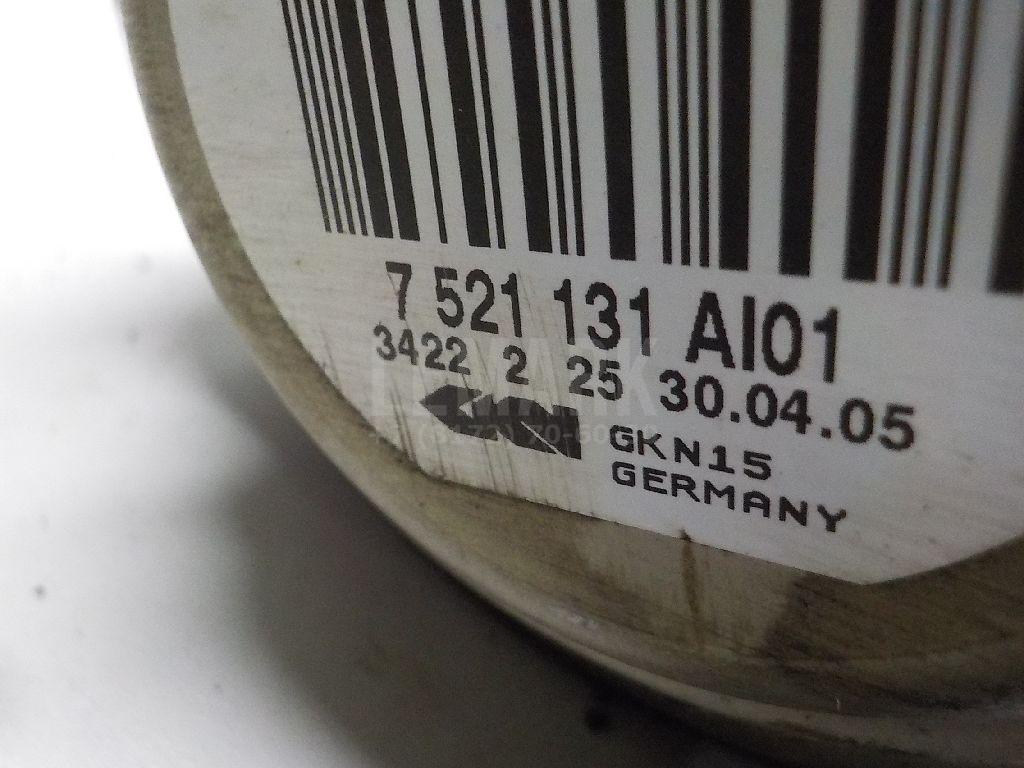 7 521 131 AI01
3422 2 25 30.04.05
GKN15
GERMANY